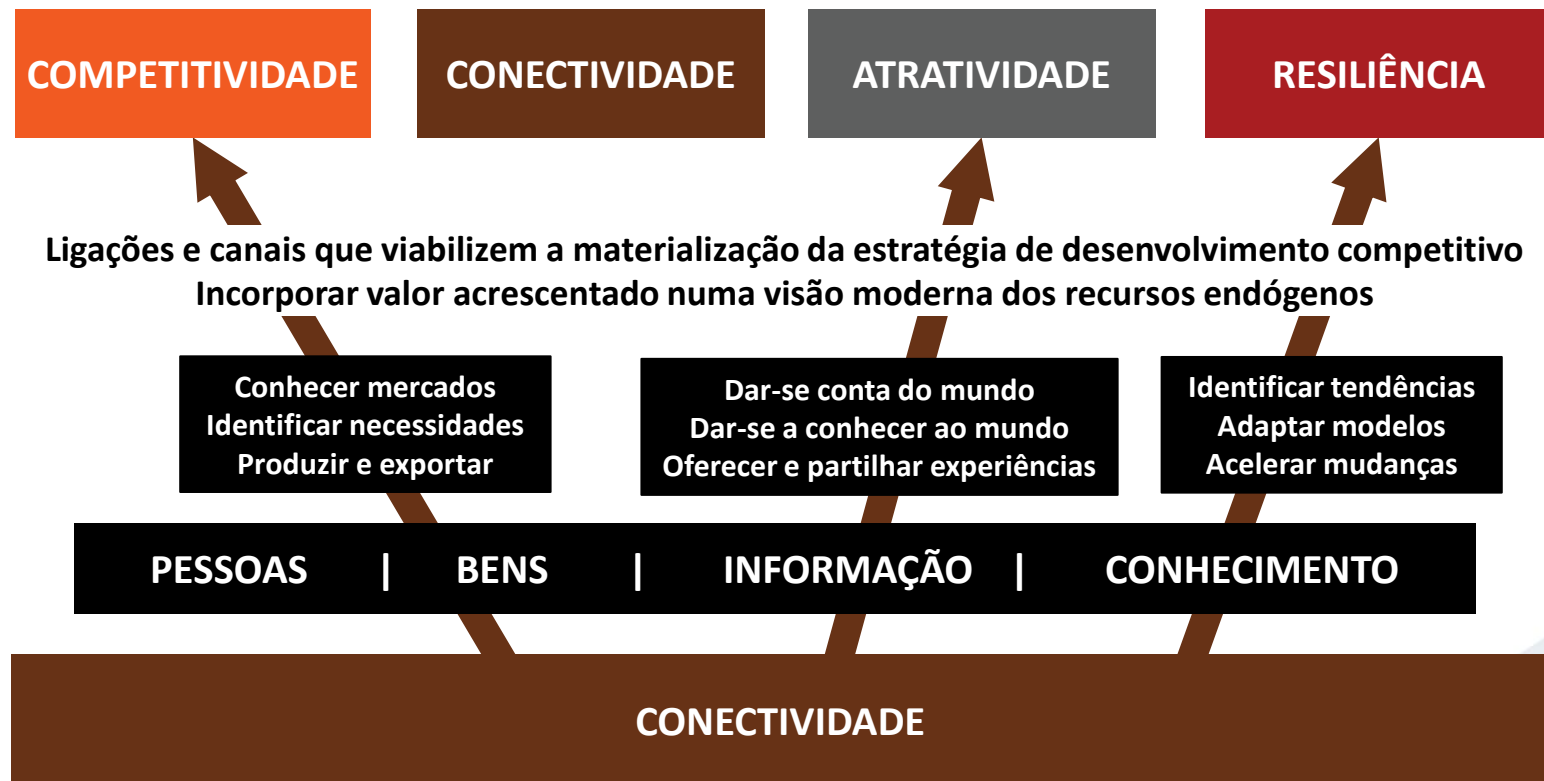 COMPETITIVIDADE
CONECTIVIDADE
ATRATIVIDADE
RESILIÊNCIA
Ligações e canais que viabilizem a materialização da estratégia de desenvolvimento competitivo
Incorporar valor acrescentado numa visão moderna dos recursos endógenos
Conhecer mercados
Identificar necessidades
Produzir e exportar
Dar-se conta do mundo
Dar-se a conhecer ao mundo
Oferecer e partilhar experiências
Identificar tendências
Adaptar modelos
Acelerar mudanças
PESSOAS | BENS | INFORMAÇÃO | CONHECIMENTO
CONECTIVIDADE